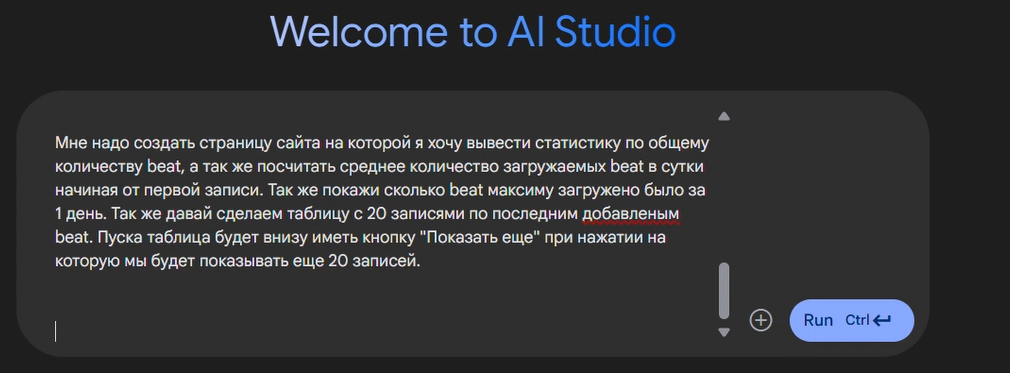 Welcome to AI Studio
Мне надо создать страницу сайта на которой я хочу вывести статистику по общему
количеству beat, а так же посчитать среднее количество загружаемых beat в сутки
начиная от первой записи. Так же покажи сколько beat максиму загружено было за
1 день. Так же давай сделаем таблицу с 20 записями по последним добавленым
beat. Пуска таблица будет внизу иметь кнопку "Показать еще" при нажатии на
которую мы будет показывать еще 20 записей.
Run Ctrl